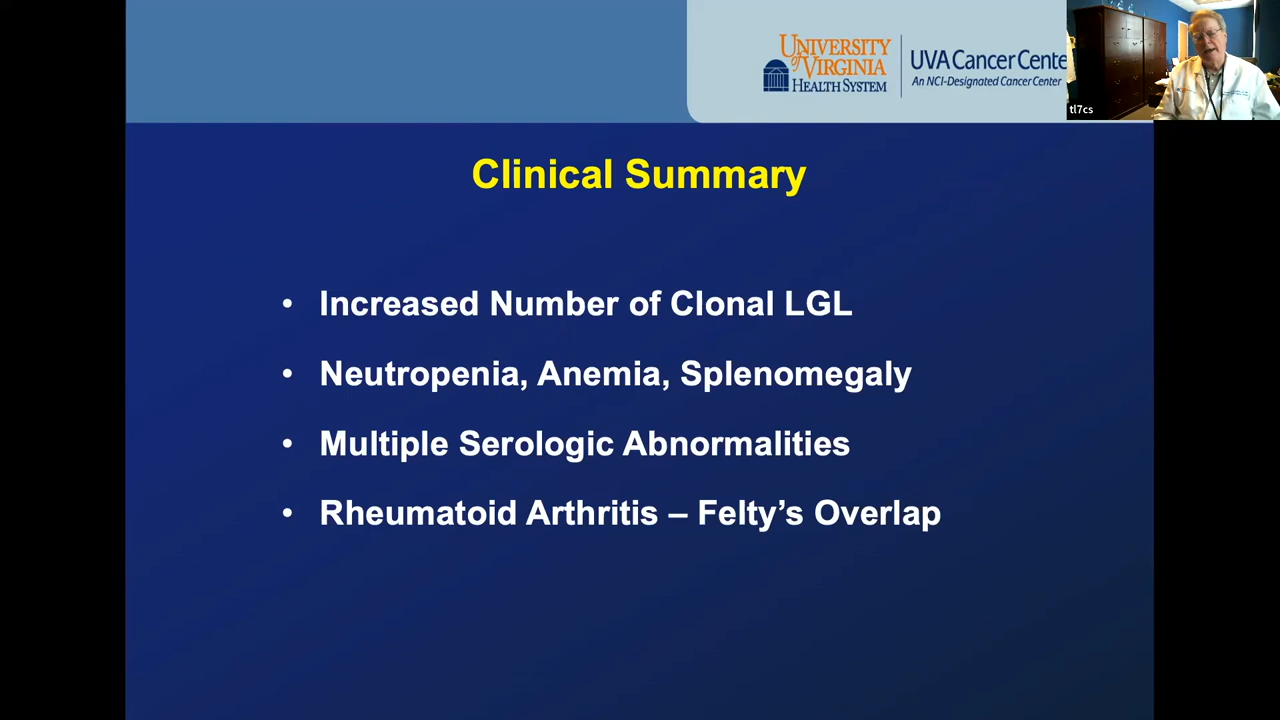 UNIVERSITY
of VIRGINIA
HEALTH SYSTEM
UVA Cancer Cente
An NCI-Designated Cancer Center
tl7cs
Clinical Summary
• Increased Number of Clonal LGL
• Neutropenia, Anemia, Splenomegaly
• Multiple Serologic Abnormalities
• Rheumatoid Arthritis – Felty’s Overlap